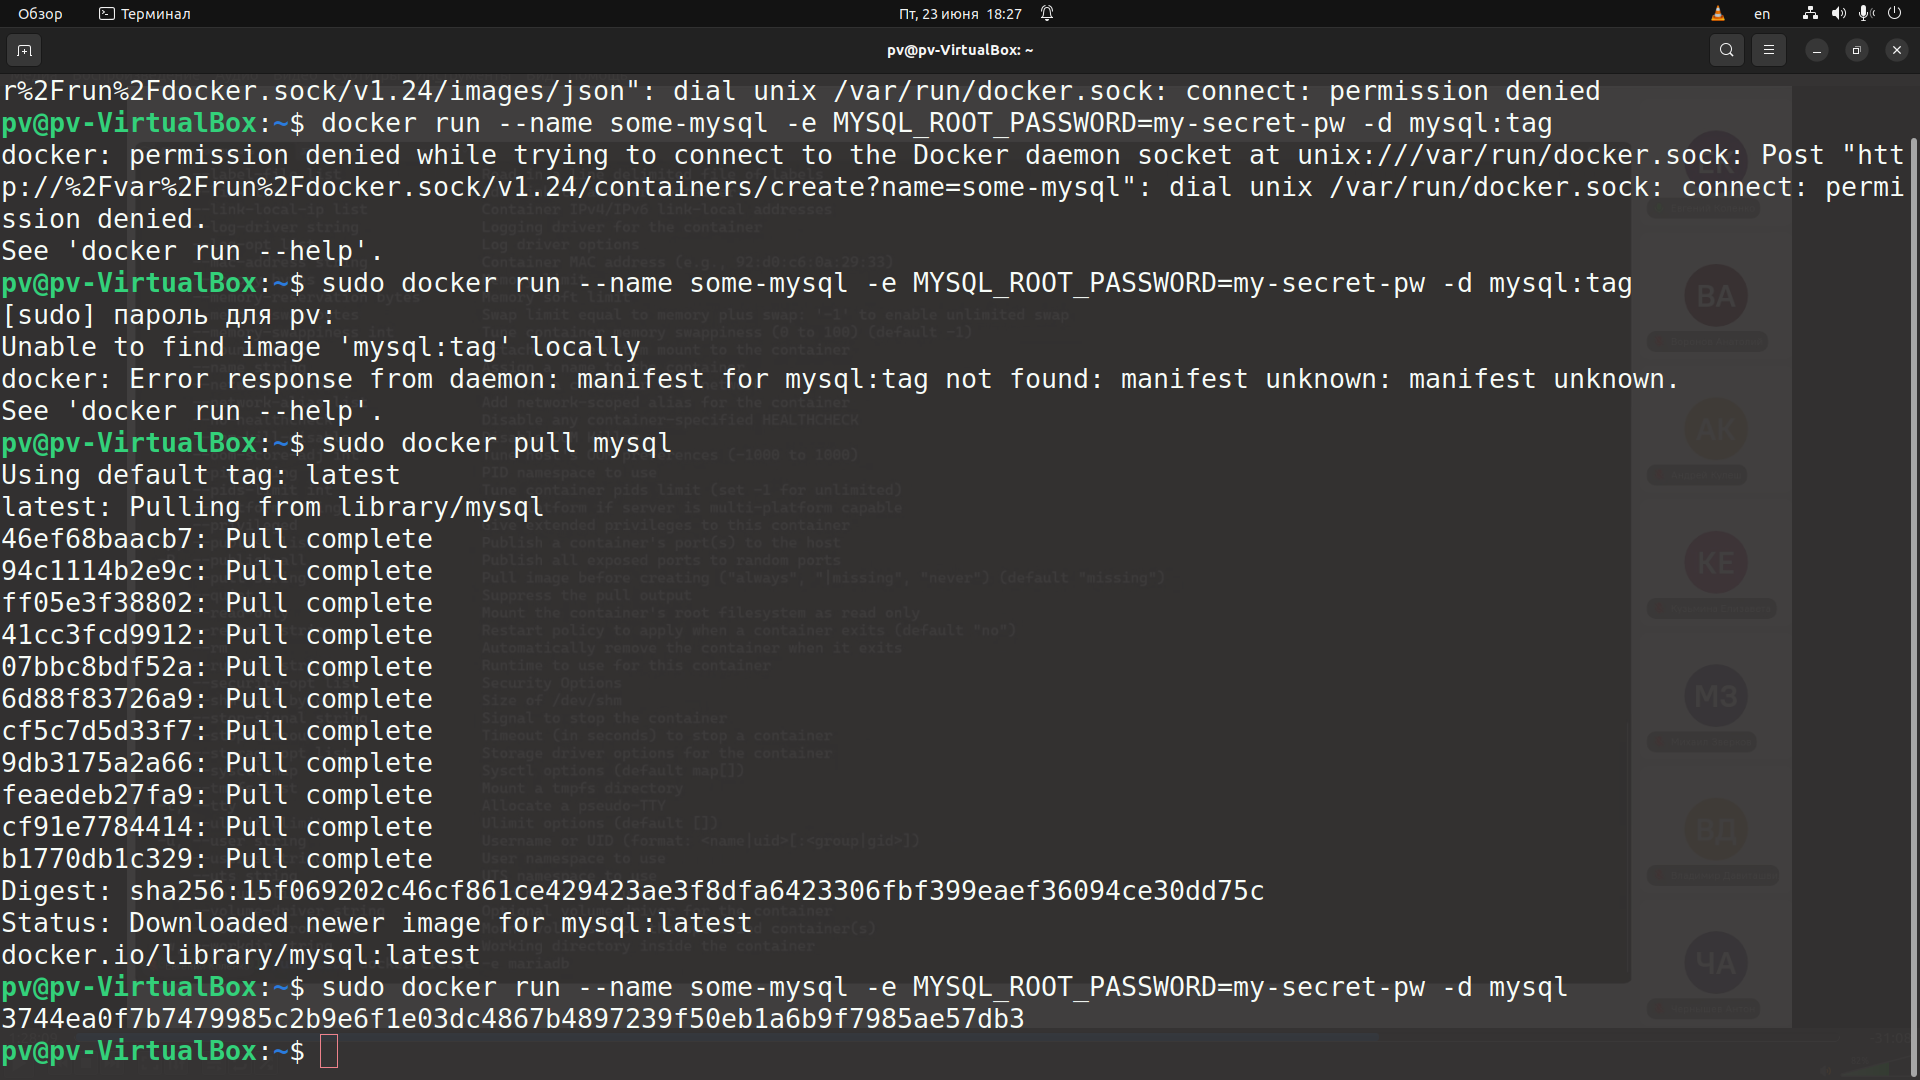 Обзор
Терминал
Пт, 23 июня 18:27
en
pv@pv-VirtualBox: ~
r%2Frun%2Fdocker.sock/v1.24/images/json": dial unix /var/run/docker.sock: connect: permission denied
pv@pv-VirtualBox:~$ docker run --name some-mysql -e MYSQL_ROOT_PASSWORD=my-secret-pw -d mysql:tag
docker: permission denied while trying to connect to the Docker daemon socket at unix:///var/run/docker.sock: Post "htt
p://%2Fvar%2Frun%2Fdocker.sock/v1.24/containers/create?name=some-mysql": dial unix /var/run/docker.sock: connect: permi
ssion denied.
See 'docker run --help'.
pv@pv-VirtualBox:~$ sudo docker run --name some-mysql -e MYSQL_ROOT_PASSWORD=my-secret-pw -d mysql:tag
[sudo] пароль для pv:
Unable to find image 'mysql:tag' locally
docker: Error response from daemon: manifest for mysql:tag not found: manifest unknown: manifest unknown.
See 'docker run --help'.
pv@pv-VirtualBox:~$ sudo docker pull mysql
Using default tag: latest
latest: Pulling from library/mysql
46ef68baacb7: Pull complete
94c1114b2e9c: Pull complete
ff05e3f38802: Pull complete
41cc3fcd9912: Pull complete
07bbc8bdf52a: Pull complete
6d88f83726a9: Pull complete
cf5c7d5d33f7: Pull complete
9db3175a2a66: Pull complete
feaedeb27fa9: Pull complete
cf91e7784414: Pull complete
b1770db1c329: Pull complete
Digest: sha256:15f069202c46cf861ce429423ae3f8dfa6423306fbf399eaef36094ce30dd75c
Status: Downloaded newer image for mysql:latest
docker.io/library/mysql:latest
pv@pv-VirtualBox:~$ sudo docker run --name some-mysql -e MYSQL_ROOT_PASSWORD=my-secret-pw -d mysql
3744ea0f7b7479985c2b9e6f1e03dc4867b4897239f50eb1a6b9f7985ae57db3
pv@pv-VirtualBox:~$
ВА
АК
КЕ
МЗ
ВД
ЧА